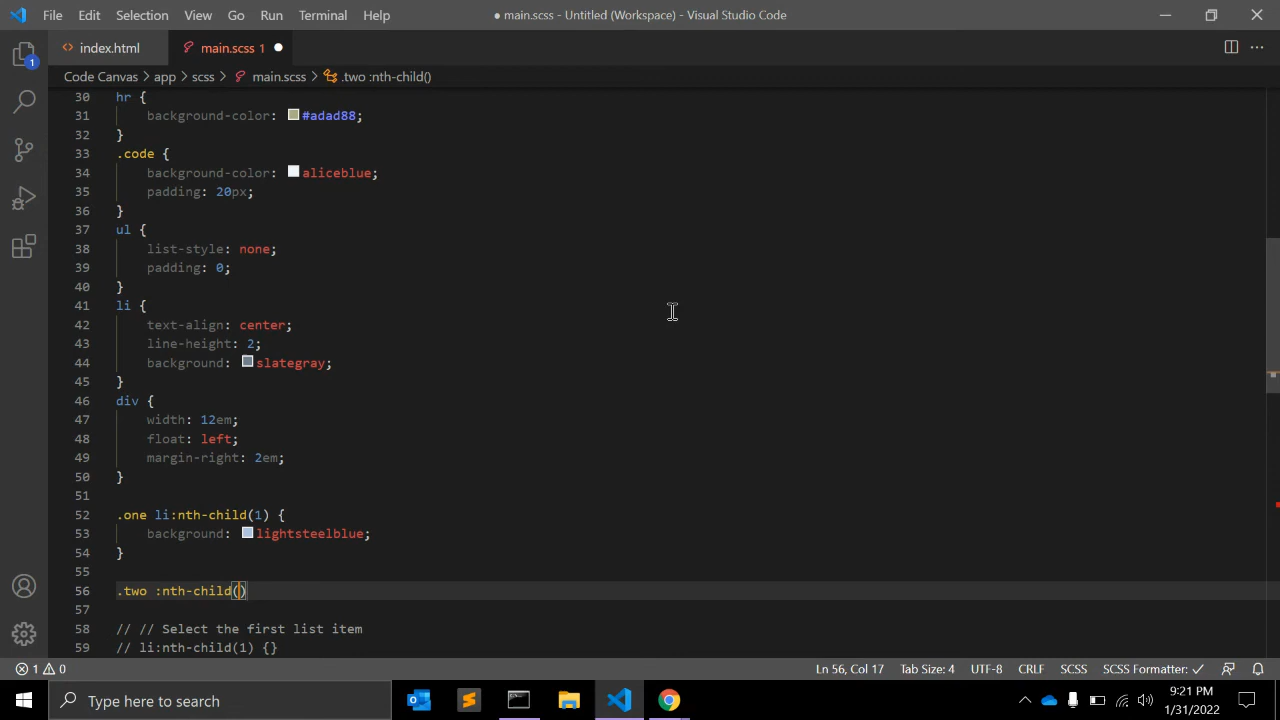 File Edit Selection View Go Run Terminal Help ● main.scss - Untitled (Workspace) - Visual Studio Code
index.html main.scss 1
Code Canvas > app > scss > main.scss > .two :nth-child()
1
30 hr {
31 background-color: #adad88;
32 }
33 .code {
34 background-color: aliceblue;
35 padding: 20px;
36 }
37 ul {
38 list-style: none;
39 padding: 0;
40 }
41 li {
42 text-align: center;
43 line-height: 2;
44 background: slategray;
45 }
46 div {
47 width: 12em;
48 float: left;
49 margin-right: 2em;
50 }
51
52 .one li:nth-child(1) {
53 background: lightsteelblue;
54 }
55
56 .two :nth-child()
57
58 // // Select the first list item
59 // li:nth-child(1) {}
1 0 Ln 56, Col 17 Tab Size: 4 UTF-8 CRLF SCSS SCSS Formatter: ✓
Type here to search 9:21 PM
1/31/2022